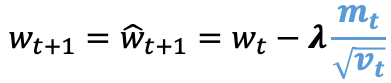 w_{t+1} = ŵ_{t+1} = w_t − λ m_t / √v_t